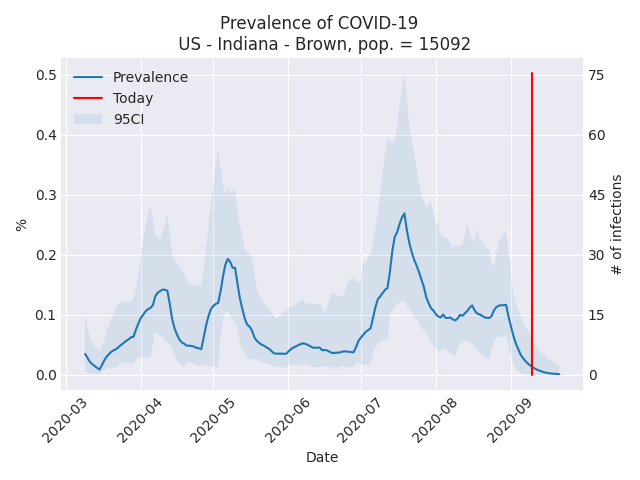 Prevalence of COVID-19
US - Indiana - Brown, pop. = 15092
Prevalence
Today
95CI
%
0.5
0.4
0.3
0.2
0.1
0.0
75
60
45
30
15
0
# of infections
2020-03
2020-04
2020-05
2020-06
2020-07
2020-08
2020-09
Date